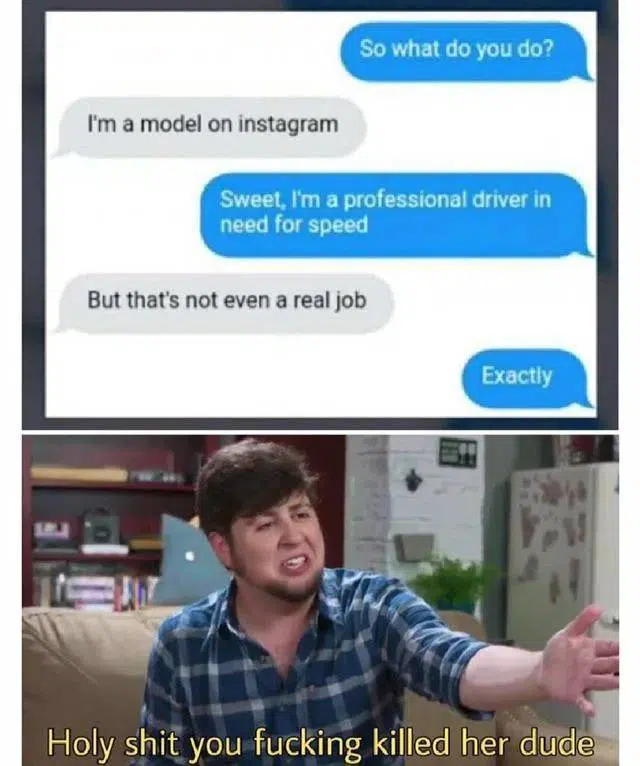 So what do you do?
I'm a model on instagram
Sweet, I'm a professional driver in
need for speed
But that's not even a real job
Exactly
Holy shit you fucking killed her dude